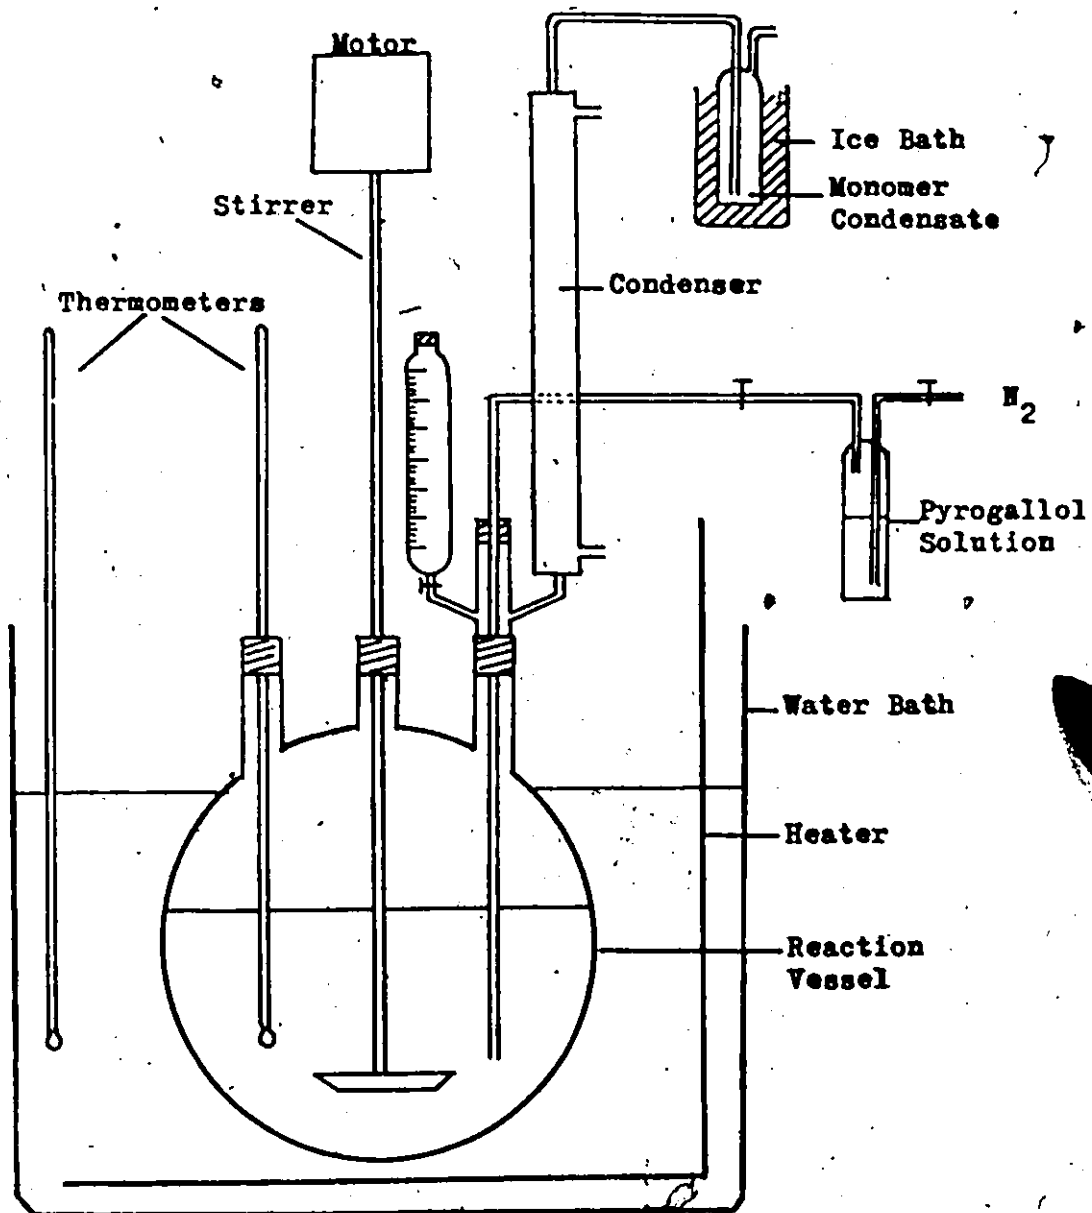 Motor
Ice Bath
Monomer
Condensate
Stirrer
Condenser
Thermometers
N2
Pyrogallol
Solution
Water Bath
Heater
Reaction
Vessel